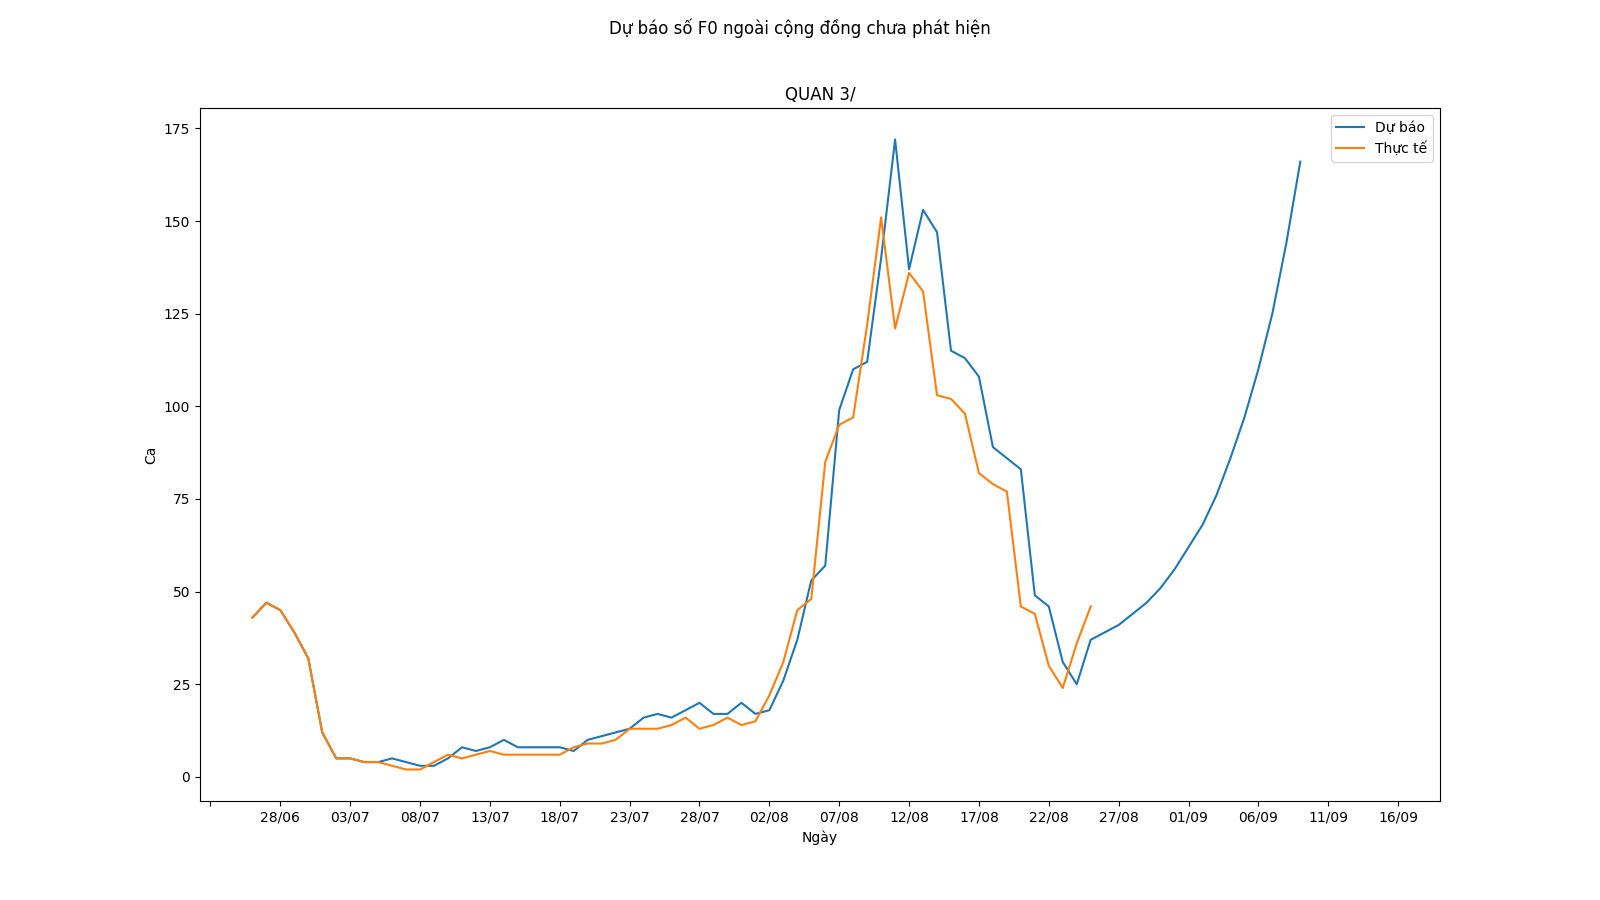 Dự báo số F0 ngoài cộng đồng chưa phát hiện
QUAN 3/
175
150
125
100
75
50
25
0
Ca
Dự báo
Thực tế
28/06 03/07 08/07 13/07 18/07 23/07 28/07 02/08 07/08 12/08 17/08 22/08 27/08 01/09 06/09 11/09 16/09
Ngày